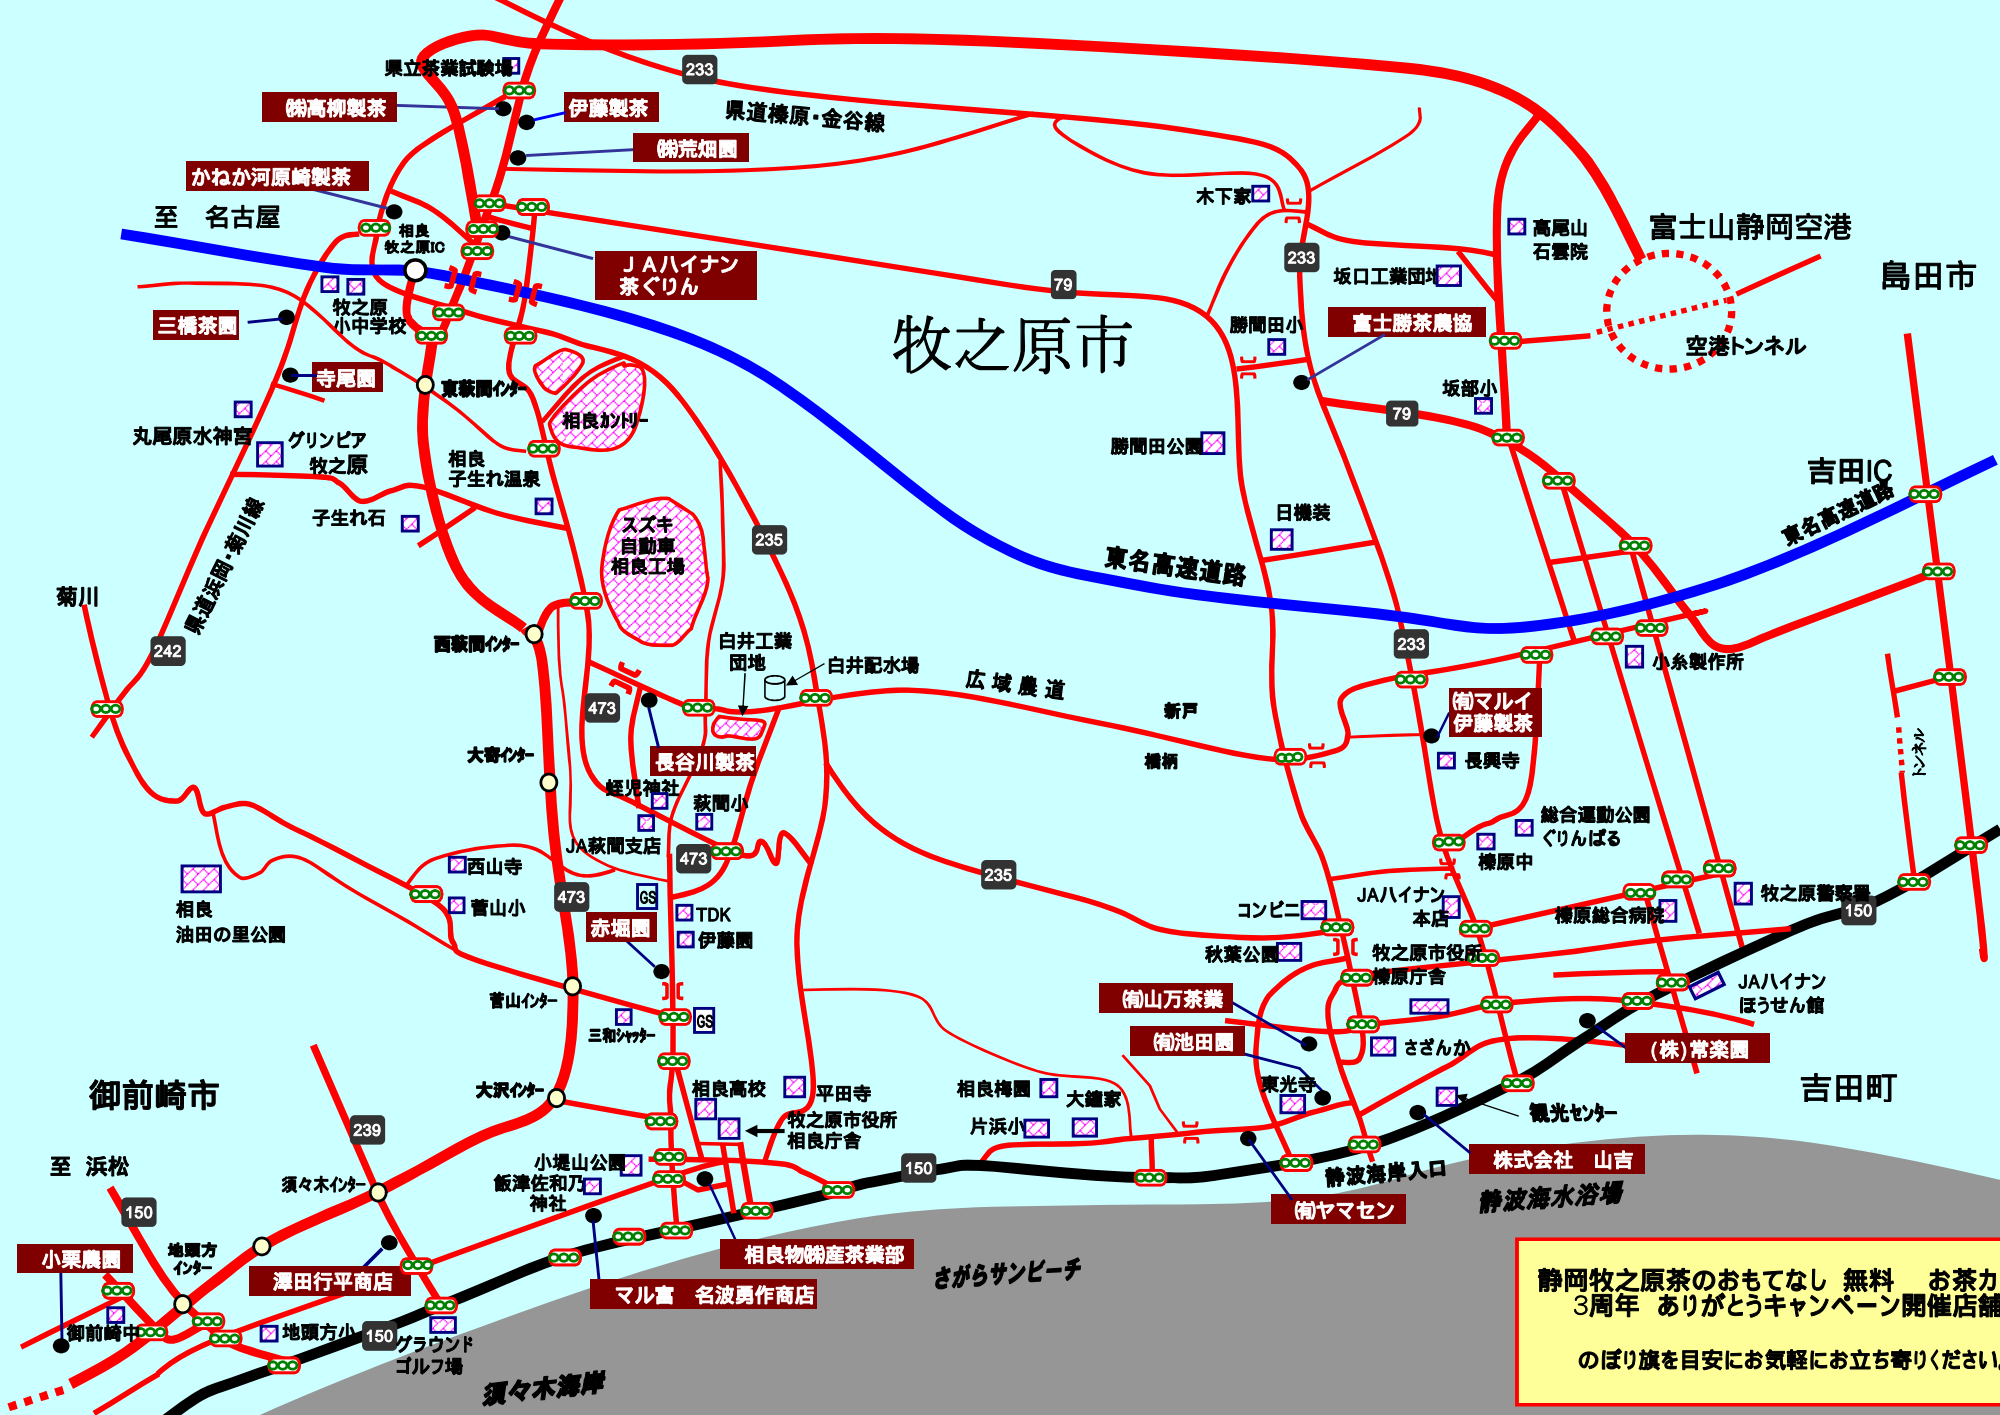 233
県立茶業試験場
㈱高柳製茶
伊藤製茶
県道榛原・金谷線
㈱荒畑園
かねか河原崎製茶
至　名古屋
相良
牧之原IC
木下家
233
高尾山
石雲院
富士山静岡空港
島田市
ＪＡハイナン
茶ぐりん
79
坂口工業団地
牧之原
小中学校
三橋茶園
牧之原市
勝間田小
富士勝茶農協
空港トンネル
寺尾園
東萩間インター
坂部小
相良カントリー
79
丸尾原水神宮
グリンピア
牧之原
相良
子生れ温泉
勝間田公園
吉田IC
東名高速道路
子生れ石
日機装
県道浜岡・菊川線
スズキ
自動車
相良工場
235
東名高速道路
菊川
242
西萩間インター
白井工業
団地
白井配水場
233
小糸製作所
広域農道
473
新戸
㈲マルイ
伊藤製茶
橋柄
大寄インター
長谷川製茶
長興寺
トンネル
蛭児神社
萩間小
総合運動公園
ぐりんぱる
JA萩間支店
473
榛原中
西山寺
235
473
GS
相良
油田の里公園
菅山小
TDK
赤堀園
伊藤園
コンビニ
JAハイナン
本店
榛原総合病院
牧之原警察署
150
秋葉公園
牧之原市役所
榛原庁舎
菅山インター
㈲山万茶業
JAハイナン
ほうせん館
三和シャッター
GS
㈲池田園
さざんか
(株)常楽園
御前崎市
大沢インター
相良高校
平田寺
相良梅園
大鐘家
東光寺
吉田町
牧之原市役所
相良庁舎
片浜小
観光センター
239
至 浜松
小堤山公園
150
静波海岸入口
株式会社　山吉
須々木インター
飯津佐和乃
神社
静波海水浴場
150
㈲ヤマセン
小栗農園
地頭方
インター
澤田行平商店
相良物㈱産茶業部
さがらサンビーチ
マル富　名波勇作商店
静岡牧之原茶のおもてなし 無料　お茶カ
3周年 ありがとうキャンペーン開催店舗
のぼり旗を目安にお気軽にお立ち寄りください。
御前崎中
地頭方小
150
グラウンド
ゴルフ場
須々木海岸